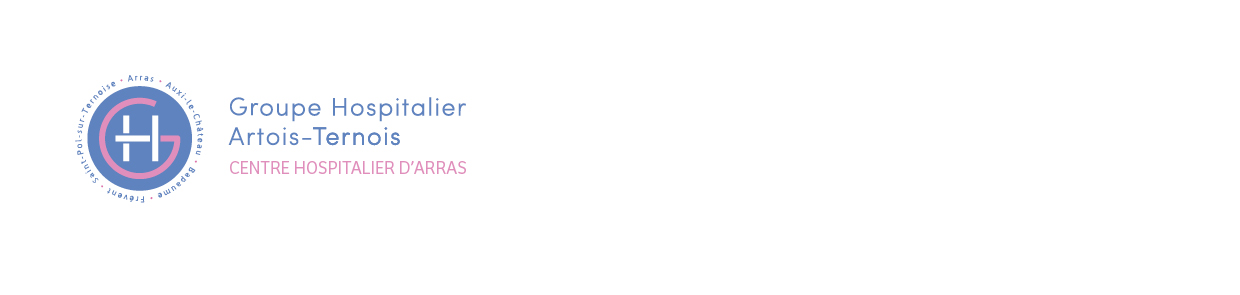 Arras • Auxi-le-Château • Bapaume • Frévent • Saint-Pol-sur-Ternoise •
GH
Groupe Hospitalier
Artois-Ternois
CENTRE HOSPITALIER D’ARRAS